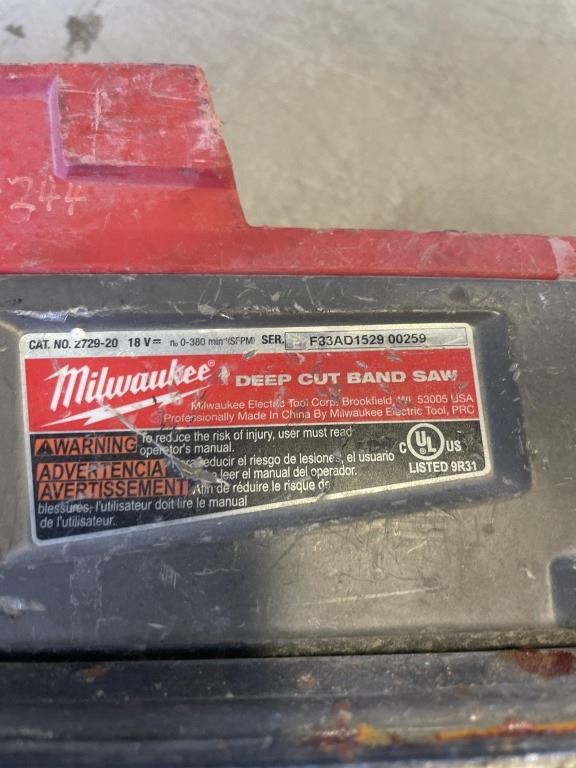 244
CAT. NO. 2729-20 18 V⎓ n₀ 0-380 min⁻¹(SFPM) SER. F33AD1529 00259
Milwaukee®
DEEP CUT BAND SAW
Milwaukee Electric Tool Corp. Brookfield, WI 53005 USA
Professionally Made In China By Milwaukee Electric Tool, PRC
WARNING To reduce the risk of injury, user must read
operator's manual.
ADVERTENCIA reducir el riesgo de lesiones, el usuario
leer el manual del operador.
AVERTISSEMENT Afin de réduire le risque de
blessures, l'utilisateur doit lire le manual
de l'utilisateur.
C UL US
LISTED 9R31